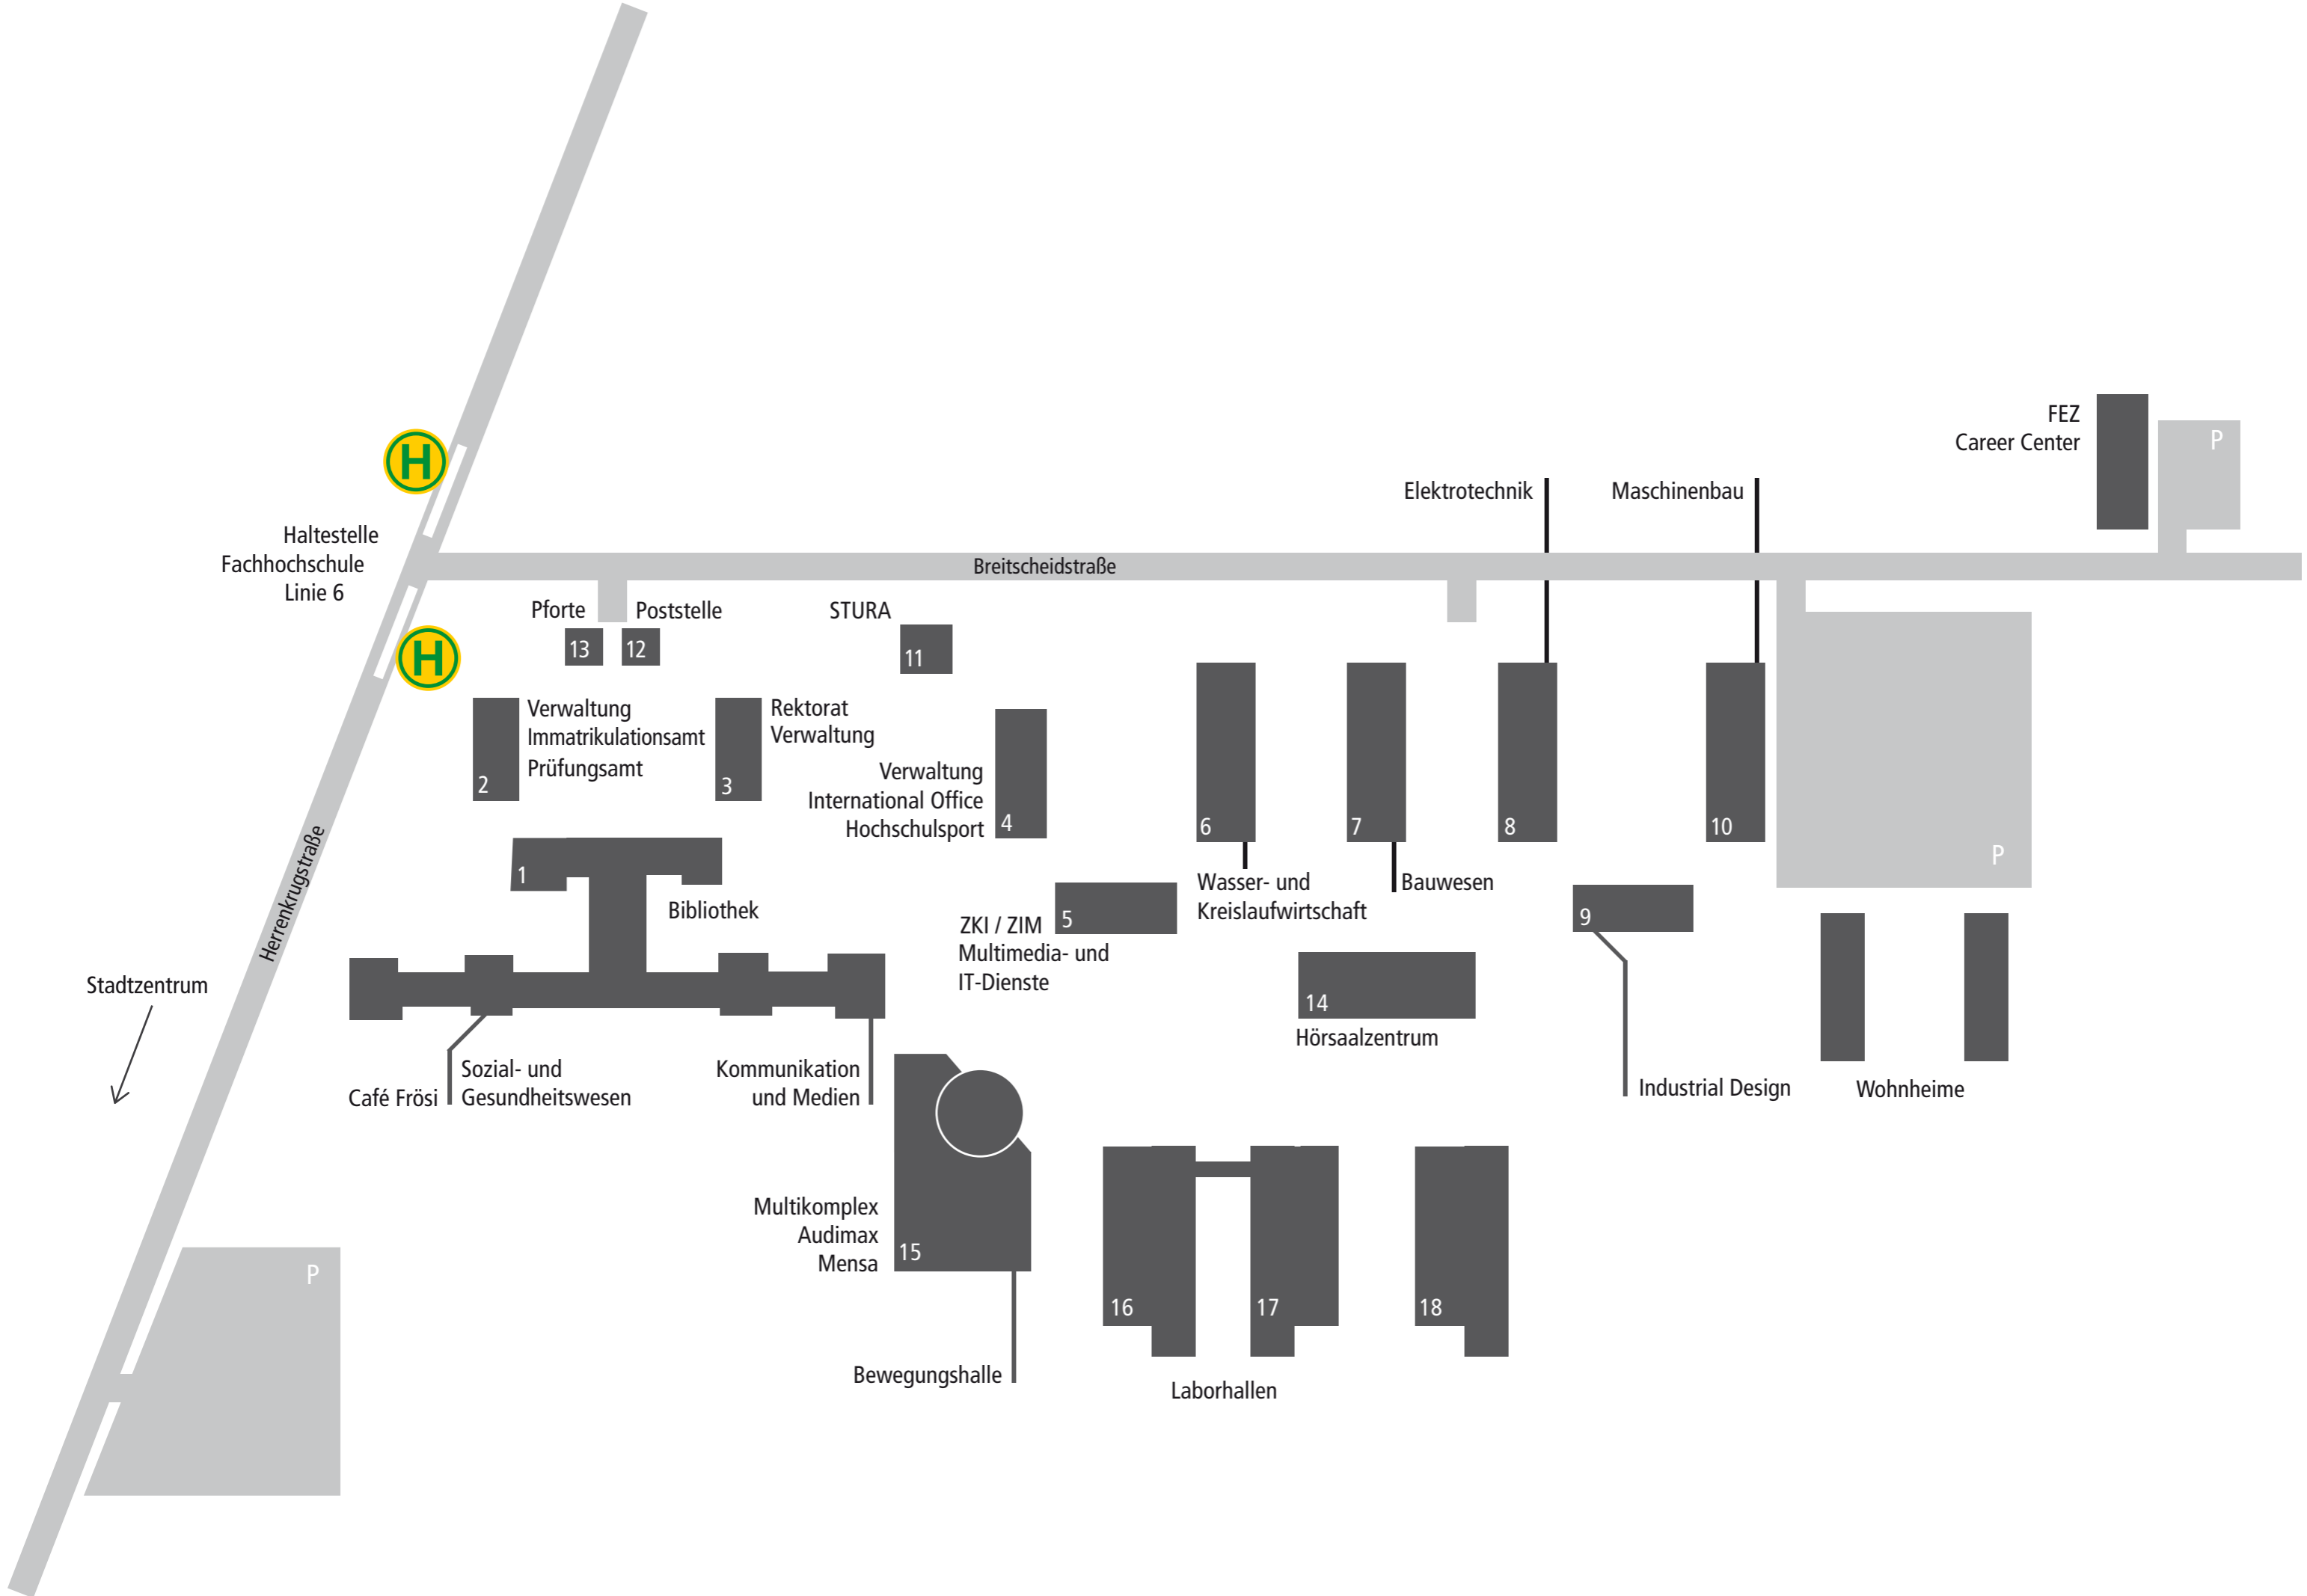 H
Haltestelle
Fachhochschule
Linie 6
H
Herrenkrugstraße
Stadtzentrum
Breitscheidstraße
FEZ
Career Center
P
Elektrotechnik
Maschinenbau
Pforte
13
Poststelle
12
STURA
11
Verwaltung
Immatrikulationsamt
Prüfungsamt
2
Rektorat
Verwaltung
3
Verwaltung
International Office
Hochschulsport
4
6
7
8
10
P
1
Bibliothek
Wasser- und
Kreislaufwirtschaft
Bauwesen
5
ZKI / ZIM
Multimedia- und
IT-Dienste
9
14
Hörsaalzentrum
Café Frösi
Sozial- und
Gesundheitswesen
Kommunikation
und Medien
Industrial Design
Wohnheime
Multikomplex
Audimax
Mensa
15
16
17
18
P
Bewegungshalle
Laborhallen